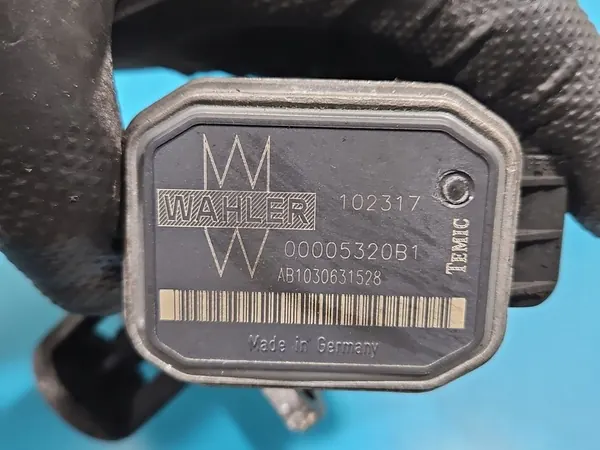 WAHLER
102317
00005320B1
AB1030631528
Made in Germany
TEMIC